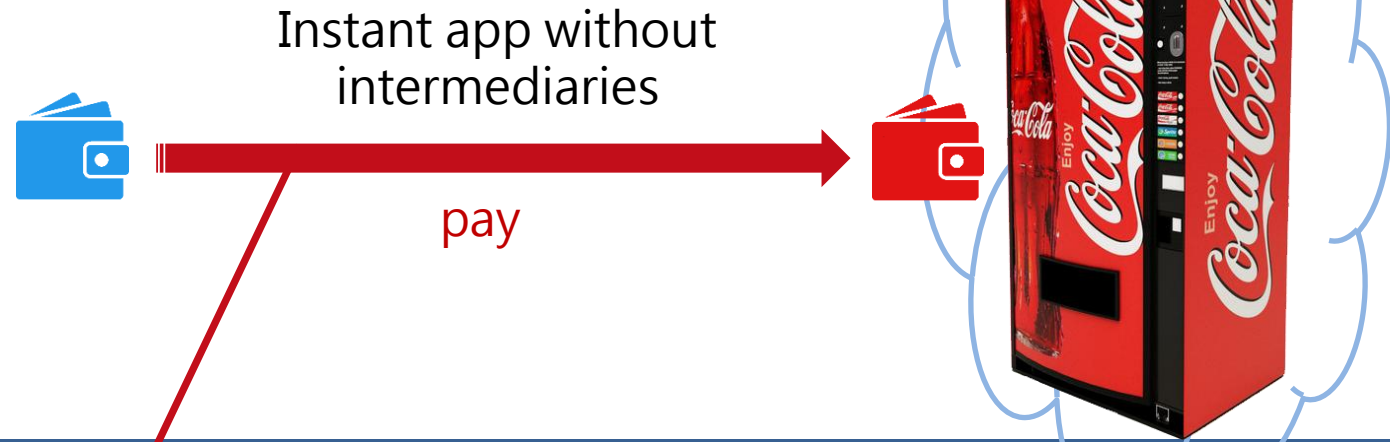 Instant app without
intermediaries
pay
Coca-Cola
Enjoy
Coca-Cola
Enjoy
Coca-Cola